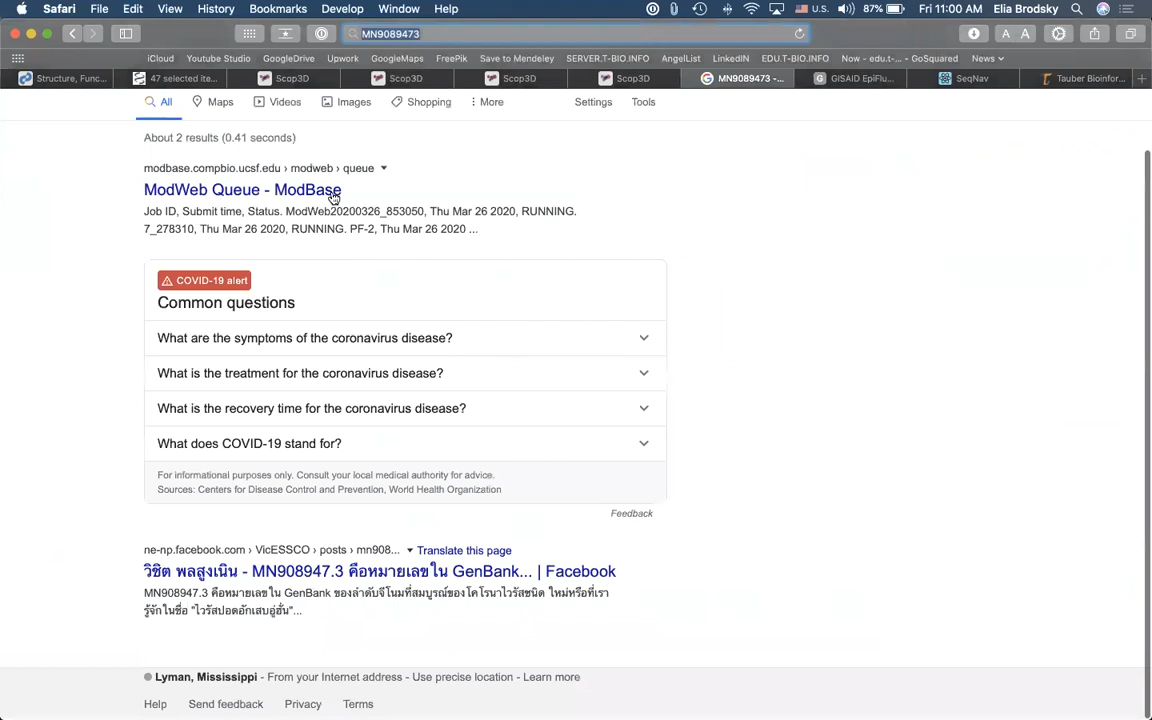 Safari File Edit View History Bookmarks Develop Window Help U.S. 87% Fri 11:00 AM Elia Brodsky
MN9089473 A A
iCloud Youtube Studio GoogleDrive Upwork GoogleMaps FreePik Save to Mendeley SERVER.T-BIO.INFO AngelList LinkedIN EDU.T-BIO.INFO Now - edu.t-... - GoSquared News
Structure, Func... 47 selected ite... Scop3D Scop3D Scop3D Scop3D MN9089473 -... GISAID EpiFlu... SeqNav Tauber Bioinfor...
All Maps Videos Images Shopping More Settings Tools
About 2 results (0.41 seconds)
modbase.compbio.ucsf.edu › modweb › queue
ModWeb Queue - ModBase
Job ID, Submit time, Status. ModWeb20200326_853050, Thu Mar 26 2020, RUNNING.
7_278310, Thu Mar 26 2020, RUNNING. PF-2, Thu Mar 26 2020 ...
COVID-19 alert
Common questions
What are the symptoms of the coronavirus disease?
What is the treatment for the coronavirus disease?
What is the recovery time for the coronavirus disease?
What does COVID-19 stand for?
For informational purposes only. Consult your local medical authority for advice.
Sources: Centers for Disease Control and Prevention, World Health Organization
Feedback
ne-np.facebook.com › VicESSCO › posts › mn908... Translate this page
วิชิต พลสูงเนิน - MN908947.3 คือหมายเลขใน GenBank... | Facebook
MN908947.3 คือหมายเลขใน GenBank ของลำดับจีโนมที่สมบูรณ์ของโคโรนาไวรัสชนิด ใหม่หรือที่เรา
รู้จักในชื่อ "ไวรัสปอดอักเสบอู่ฮั่น"...
Lyman, Mississippi - From your Internet address - Use precise location - Learn more
Help Send feedback Privacy Terms